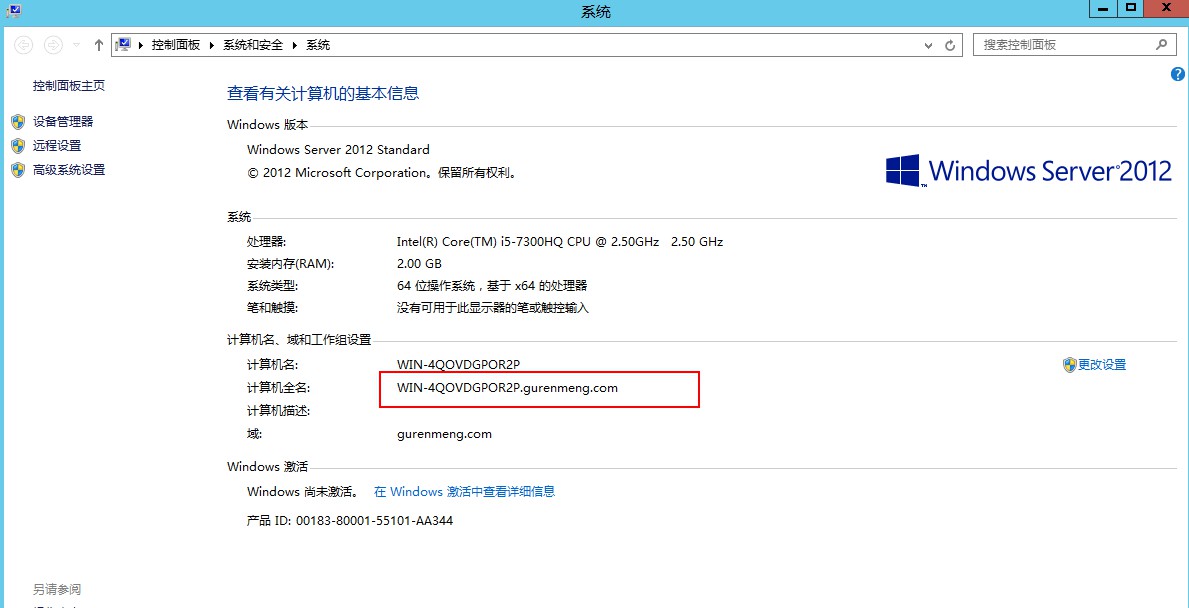 系统
控制面板 系统和安全 系统
搜索控制面板
控制面板主页
设备管理器
远程设置
高级系统设置
查看有关计算机的基本信息
Windows 版本
Windows Server 2012 Standard
© 2012 Microsoft Corporation。保留所有权利。
Windows Server 2012
系统
处理器: Intel(R) Core(TM) i5-7300HQ CPU @ 2.50GHz 2.50 GHz
安装内存(RAM): 2.00 GB
系统类型: 64 位操作系统，基于 x64 的处理器
笔和触摸: 没有可用于此显示器的笔或触控输入
计算机名、域和工作组设置
计算机名: WIN-4QOVDGPOR2P 更改设置
计算机全名: WIN-4QOVDGPOR2P.gurenmeng.com
计算机描述:
域: gurenmeng.com
Windows 激活
Windows 尚未激活。 在 Windows 激活中查看详细信息
产品 ID: 00183-80001-55101-AA344
另请参阅